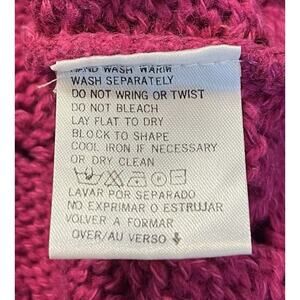 HAND WASH WARM
WASH SEPARATELY
DO NOT WRING OR TWIST
DO NOT BLEACH
LAY FLAT TO DRY
BLOCK TO SHAPE
COOL IRON IF NECESSARY
OR DRY CLEAN
LAVAR POR SEPARADO
NO EXPRIMAR O ESTRUJAR
VOLVER A FORMAR
OVER/AU VERSO